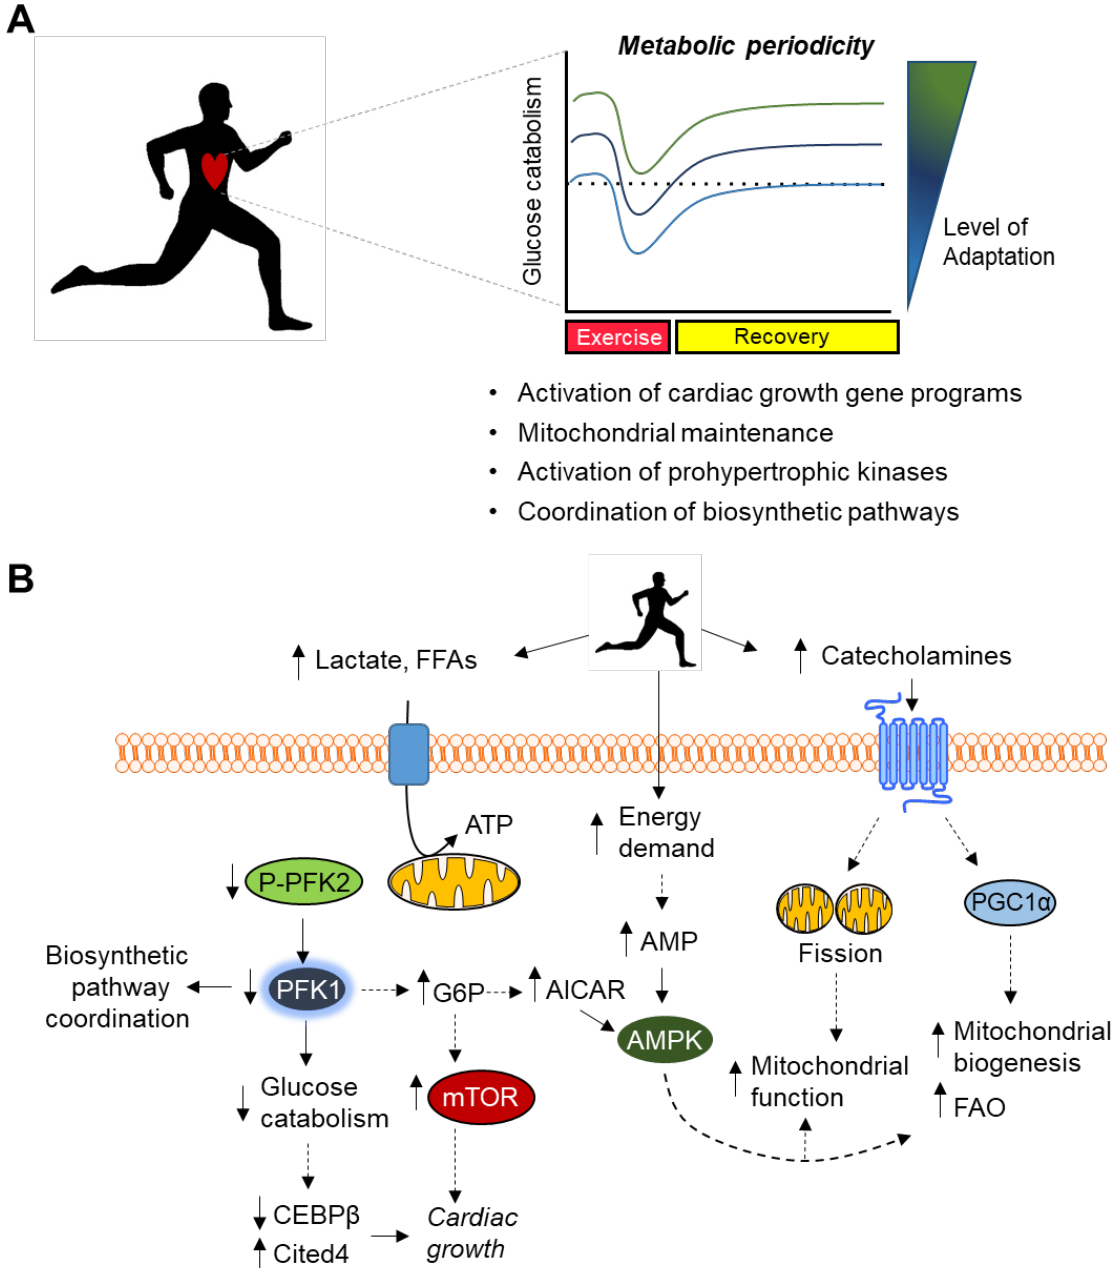 A
Metabolic periodicity
Glucose catabolism
Level of
Adaptation
Exercise
Recovery
• Activation of cardiac growth gene programs
• Mitochondrial maintenance
• Activation of prohypertrophic kinases
• Coordination of biosynthetic pathways
B
↑ Lactate, FFAs
↑ Catecholamines
ATP
↑ Energy
demand
↓ P-PFK2
PGC1α
Fission
↑ AMP
Biosynthetic
pathway
coordination
↓ PFK1
↑ G6P
↑ AICAR
AMPK
↑ Mitochondrial
biogenesis
↑ FAO
↑ Mitochondrial
function
↓ Glucose
catabolism
↑ mTOR
↓ CEBPβ
↑ Cited4
Cardiac
growth